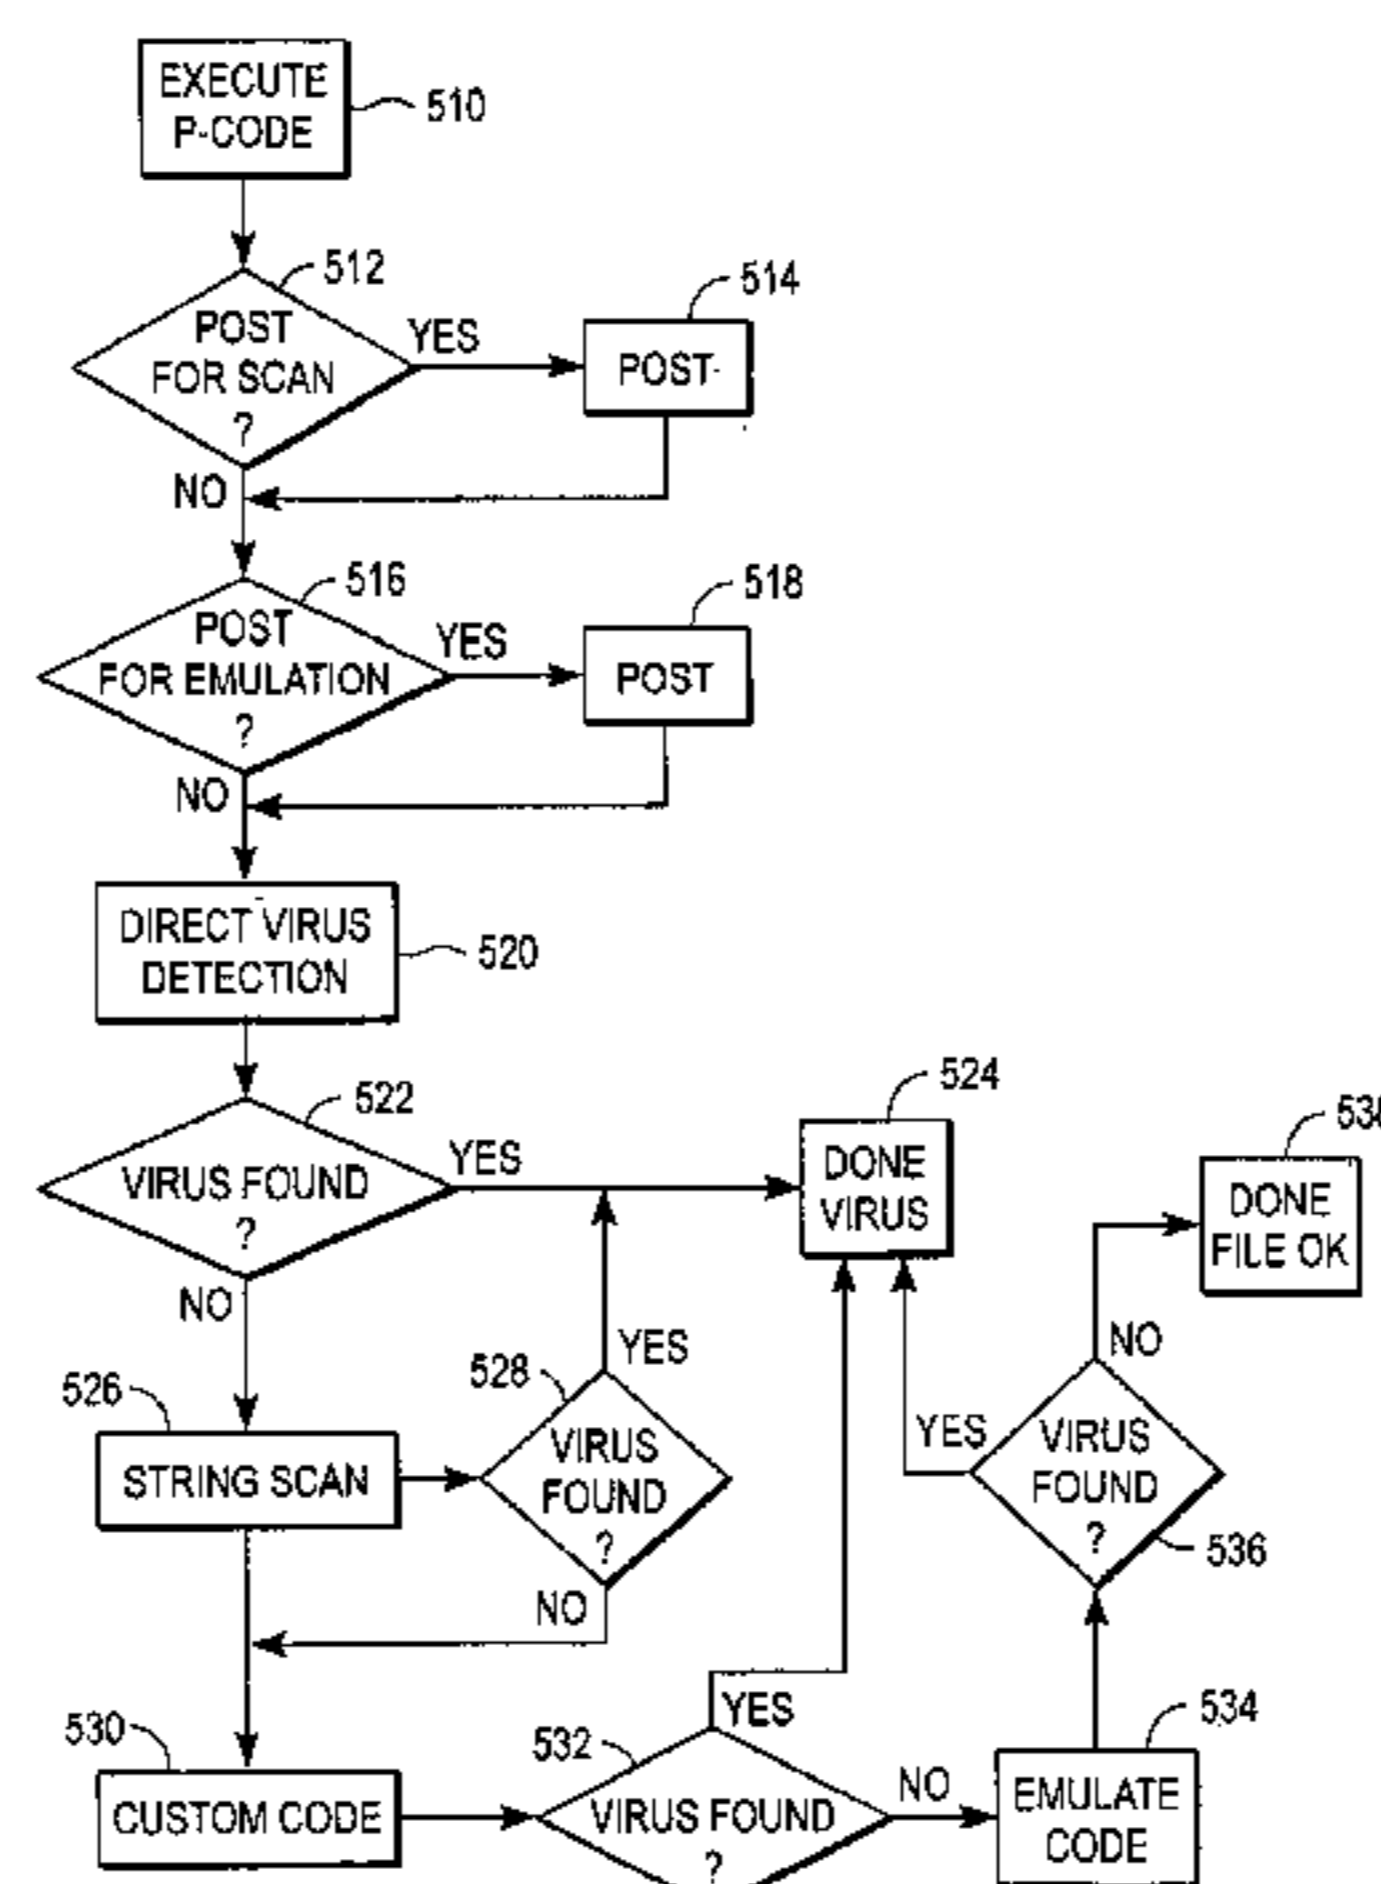 EXECUTE
P-CODE
510
512
POST
FOR SCAN
?
YES
NO
514
POST
516
POST
FOR EMULATION
?
YES
NO
518
POST
DIRECT VIRUS
DETECTION
520
522
VIRUS FOUND
?
YES
NO
524
DONE
VIRUS
DONE
FILE OK
526
STRING SCAN
528
YES
VIRUS
FOUND
?
NO
NO
YES
VIRUS
FOUND
?
536
530
CUSTOM CODE
532
YES
VIRUS FOUND
?
NO
534
EMULATE
CODE